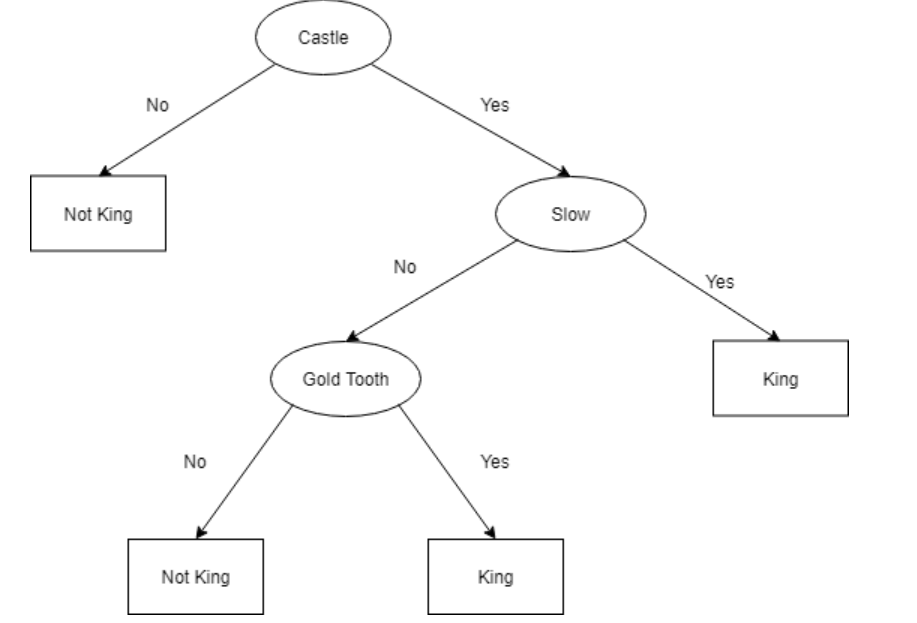 Castle
No
Yes
Not King
Slow
No
Yes
Gold Tooth
King
No
Yes
Not King
King